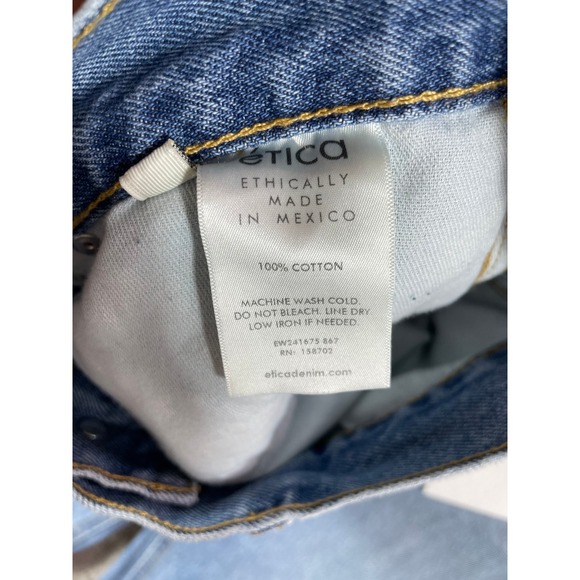 ética
ETHICALLY
MADE
IN MEXICO
100% COTTON
MACHINE WASH COLD.
DO NOT BLEACH. LINE DRY.
LOW IRON IF NEEDED.
EW241675 867
RN: 158702
eticadenim.com